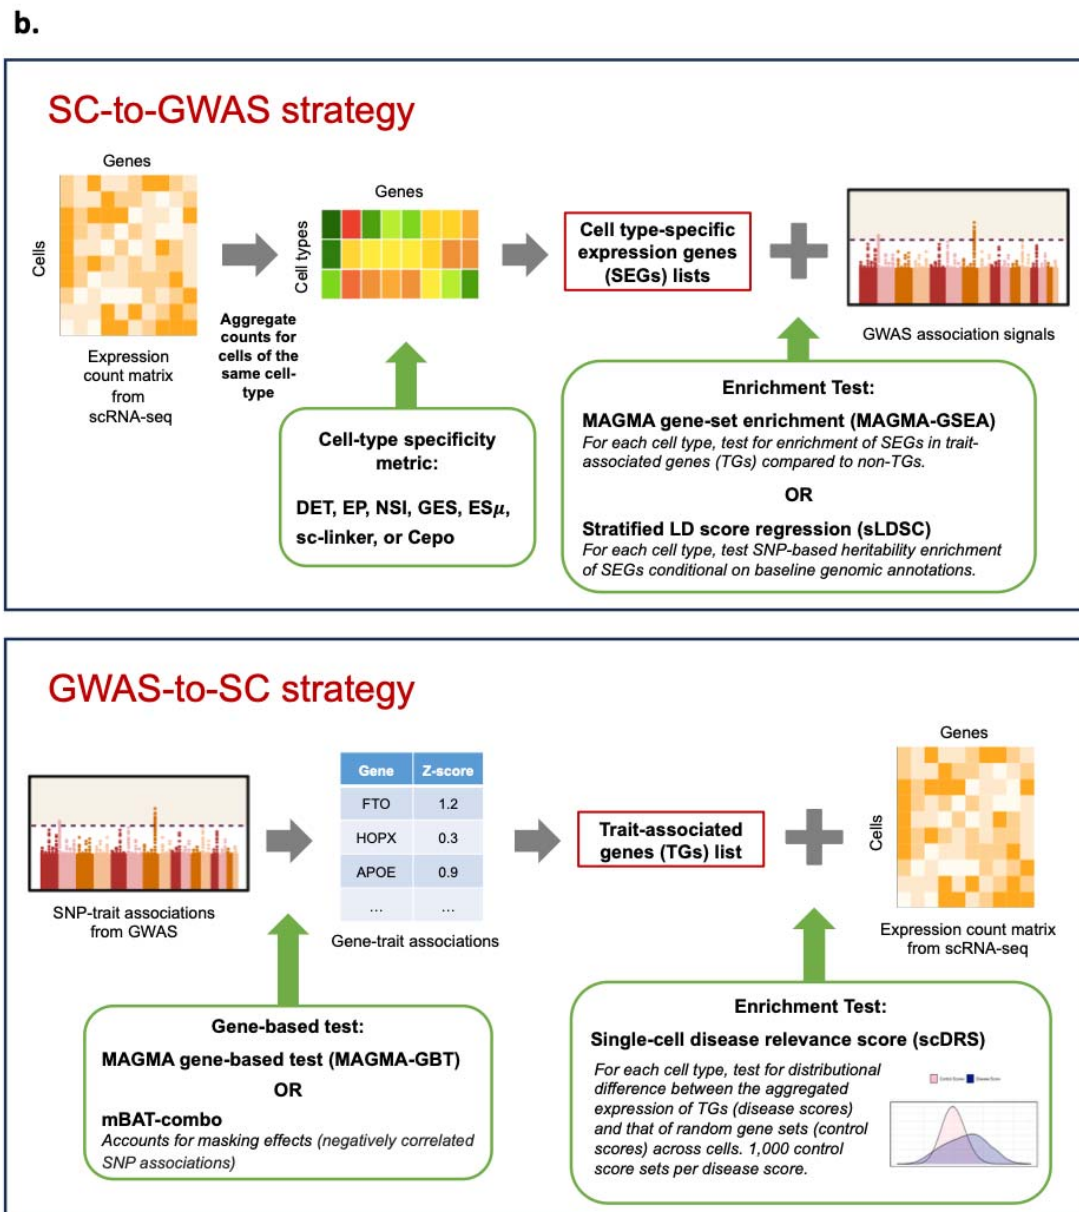 b.
SC-to-GWAS strategy
Genes
Cells
Expression
count matrix
from
scRNA-seq
Aggregate
counts for
cells of the
same cell-
type
Genes
Cell types
Cell type-specific
expression genes
(SEGs) lists
GWAS association signals
Cell-type specificity
metric:
DET, EP, NSI, GES, ESμ,
sc-linker, or Cepo
Enrichment Test:
MAGMA gene-set enrichment (MAGMA-GSEA)
For each cell type, test for enrichment of SEGs in trait-
associated genes (TGs) compared to non-TGs.
OR
Stratified LD score regression (sLDSC)
For each cell type, test SNP-based heritability enrichment
of SEGs conditional on baseline genomic annotations.
GWAS-to-SC strategy
SNP-trait associations
from GWAS
Gene Z-score
FTO 1.2
HOPX 0.3
APOE 0.9
... ...
Gene-trait associations
Trait-associated
genes (TGs) list
Genes
Cells
Expression count matrix
from scRNA-seq
Gene-based test:
MAGMA gene-based test (MAGMA-GBT)
OR
mBAT-combo
Accounts for masking effects (negatively correlated
SNP associations)
Enrichment Test:
Single-cell disease relevance score (scDRS)
For each cell type, test for distributional
difference between the aggregated
expression of TGs (disease scores)
and that of random gene sets (control
scores) across cells. 1,000 control
score sets per disease score.
Control Scores Disease Score